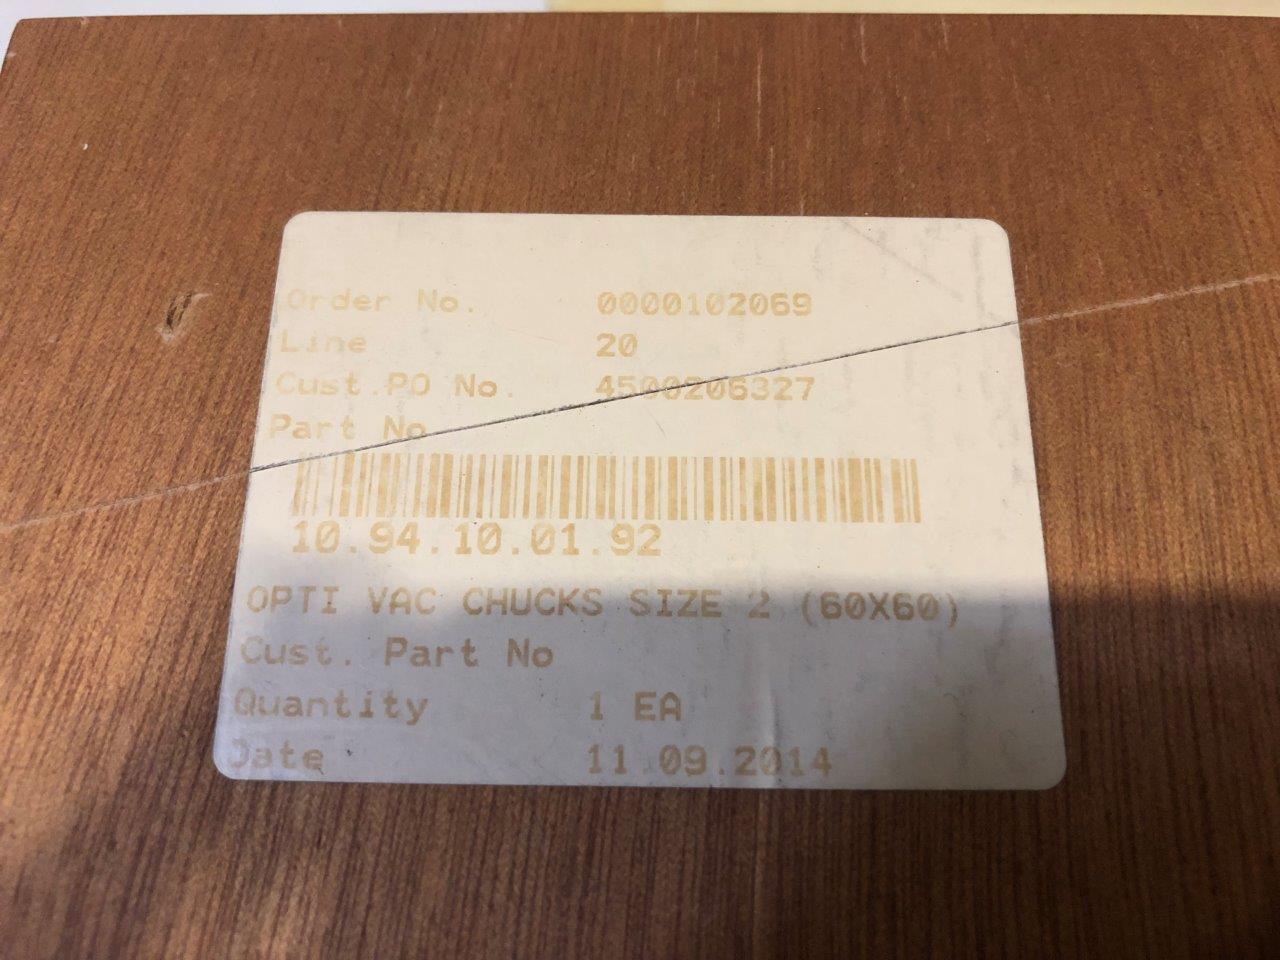 Order No. 0000102069
Line 20
Cust.PO No. 4500206327
Part No
10.94.10.01.92
OPTI VAC CHUCKS SIZE 2 (60X60)
Cust. Part No
Quantity 1 EA
Date 11.09.2014